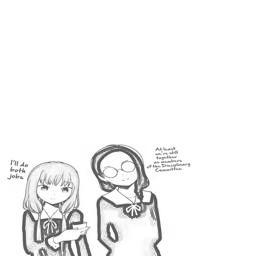 I'll do
both
jobs
At least
we're still
together
as members
of the Disciplinary
Committee